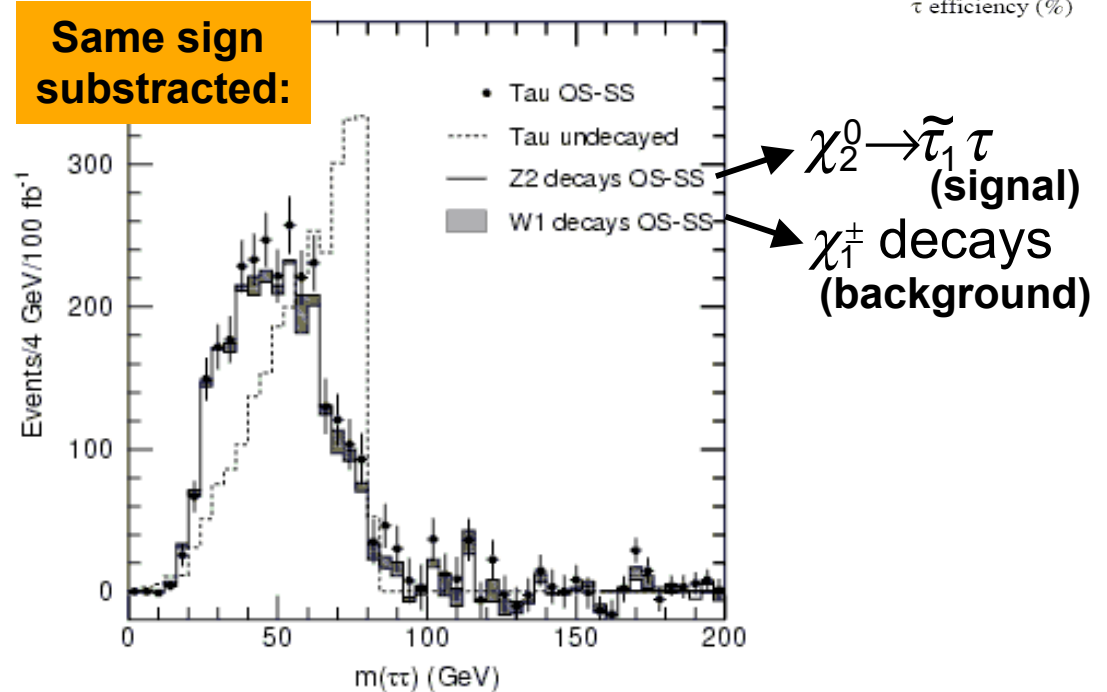 τ efficiency (%)
Same sign
substracted:
• Tau OS-SS
Tau undecayed
Z2 decays OS-SS
W1 decays OS-SS
χ⁰₂→τ̃₁ τ
(signal)
χ±₁ decays
(background)
Events/4 GeV/100 fb⁻¹
300
200
100
0
0 50 100 150 200
m(ττ) (GeV)